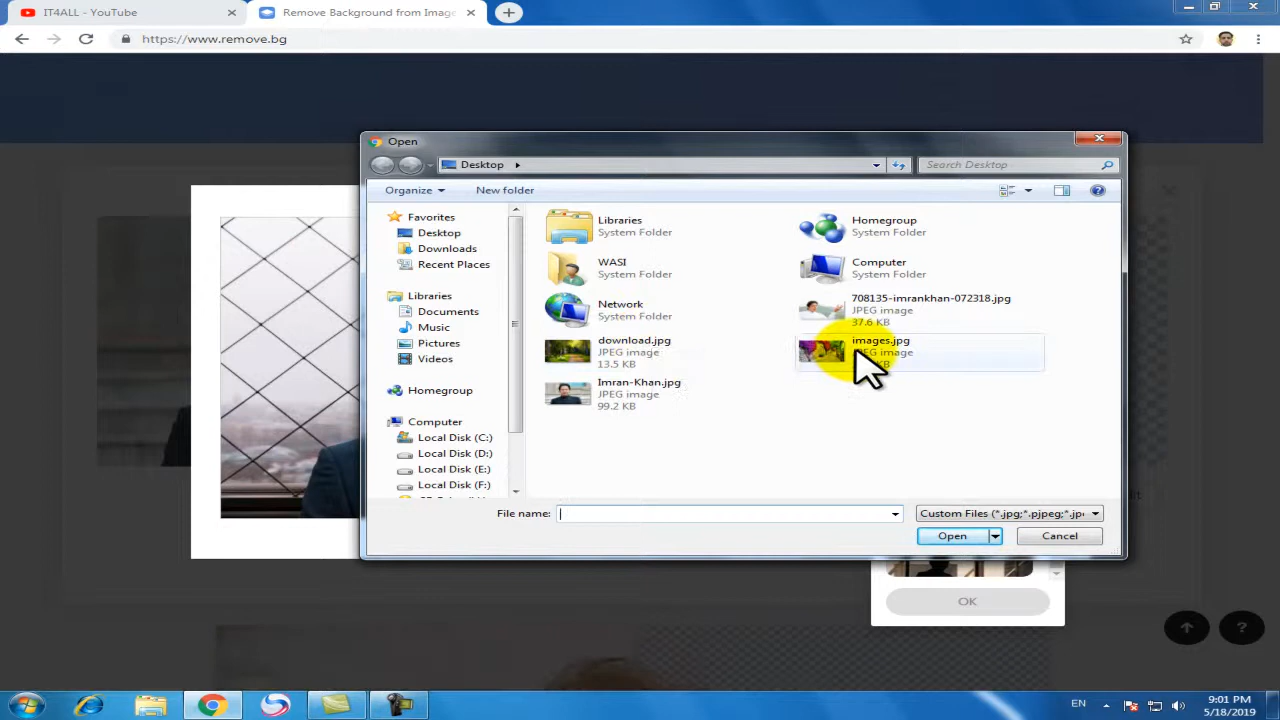 IT4ALL - YouTube
Remove Background from Image
https://www.remove.bg
Open
Desktop
Search Desktop
Organize
New folder
Favorites
Desktop
Downloads
Recent Places
Libraries
Documents
Music
Pictures
Videos
Homegroup
Computer
Local Disk (C:)
Local Disk (D:)
Local Disk (E:)
Local Disk (F:)
Libraries
System Folder
Homegroup
System Folder
WASI
System Folder
Computer
System Folder
Network
System Folder
708135-imrankhan-072318.jpg
JPEG image
37.6 KB
download.jpg
JPEG image
13.5 KB
images.jpg
JPEG image
KB
Imran-Khan.jpg
JPEG image
99.2 KB
File name:
Custom Files (*.jpg;*.pjpeg;*.jp
Open
Cancel
OK
?
EN
9:01 PM
5/18/2019